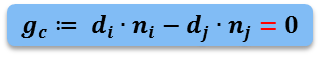 g_c ≔ d_i · n_i − d_j · n_j = 0